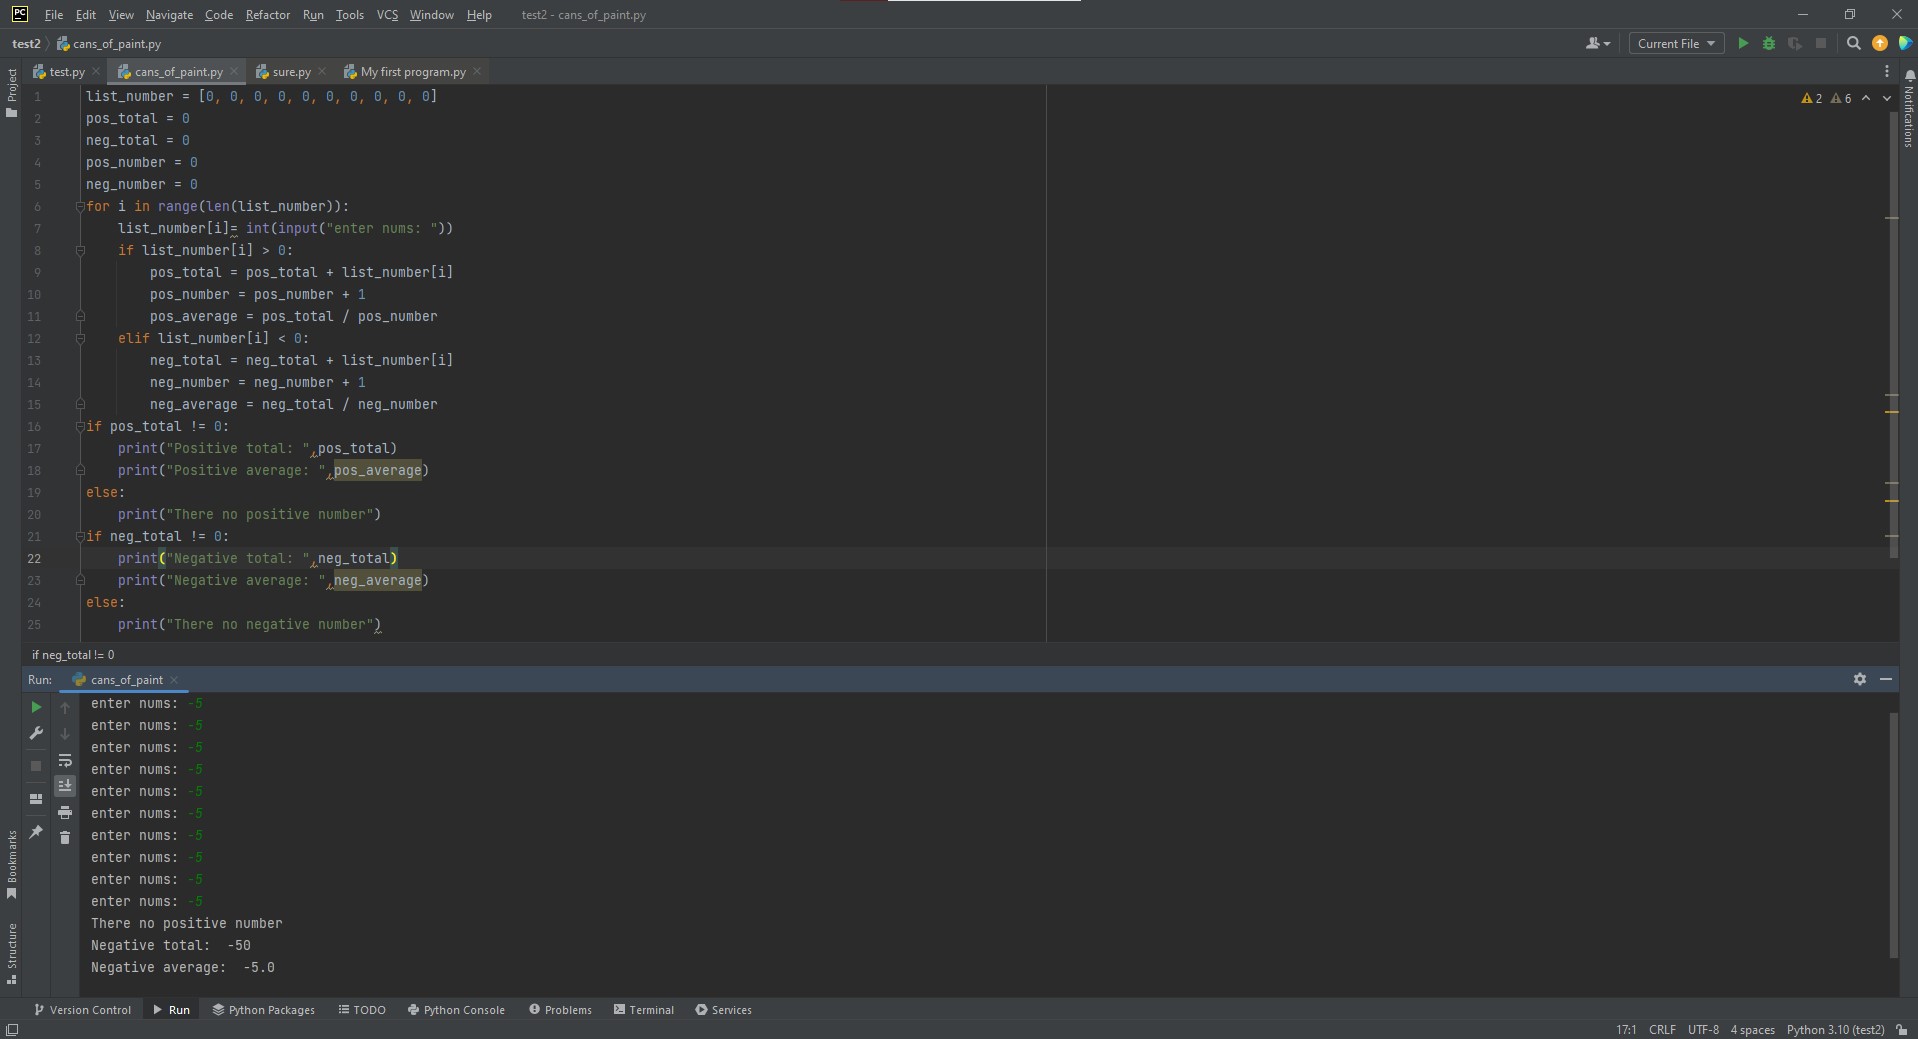 PC File Edit View Navigate Code Refactor Run Tools VCS Window Help test2 - cans_of_paint.py
test2 cans_of_paint.py Current File
test.py cans_of_paint.py sure.py My first program.py
Project
Notifications
2 6
1 list_number = [0, 0, 0, 0, 0, 0, 0, 0, 0, 0]
2 pos_total = 0
3 neg_total = 0
4 pos_number = 0
5 neg_number = 0
6 for i in range(len(list_number)):
7     list_number[i]= int(input("enter nums: "))
8     if list_number[i] > 0:
9         pos_total = pos_total + list_number[i]
10         pos_number = pos_number + 1
11         pos_average = pos_total / pos_number
12     elif list_number[i] < 0:
13         neg_total = neg_total + list_number[i]
14         neg_number = neg_number + 1
15         neg_average = neg_total / neg_number
16 if pos_total != 0:
17     print("Positive total: ",pos_total)
18     print("Positive average: ",pos_average)
19 else:
20     print("There no positive number")
21 if neg_total != 0:
22     print("Negative total: ",neg_total)
23     print("Negative average: ",neg_average)
24 else:
25     print("There no negative number")
if neg_total != 0
Run: cans_of_paint
enter nums: -5
enter nums: -5
enter nums: -5
enter nums: -5
enter nums: -5
enter nums: -5
enter nums: -5
enter nums: -5
enter nums: -5
enter nums: -5
There no positive number
Negative total:  -50
Negative average:  -5.0
Bookmarks
Structure
Version Control Run Python Packages TODO Python Console Problems Terminal Services
17:1 CRLF UTF-8 4 spaces Python 3.10 (test2)